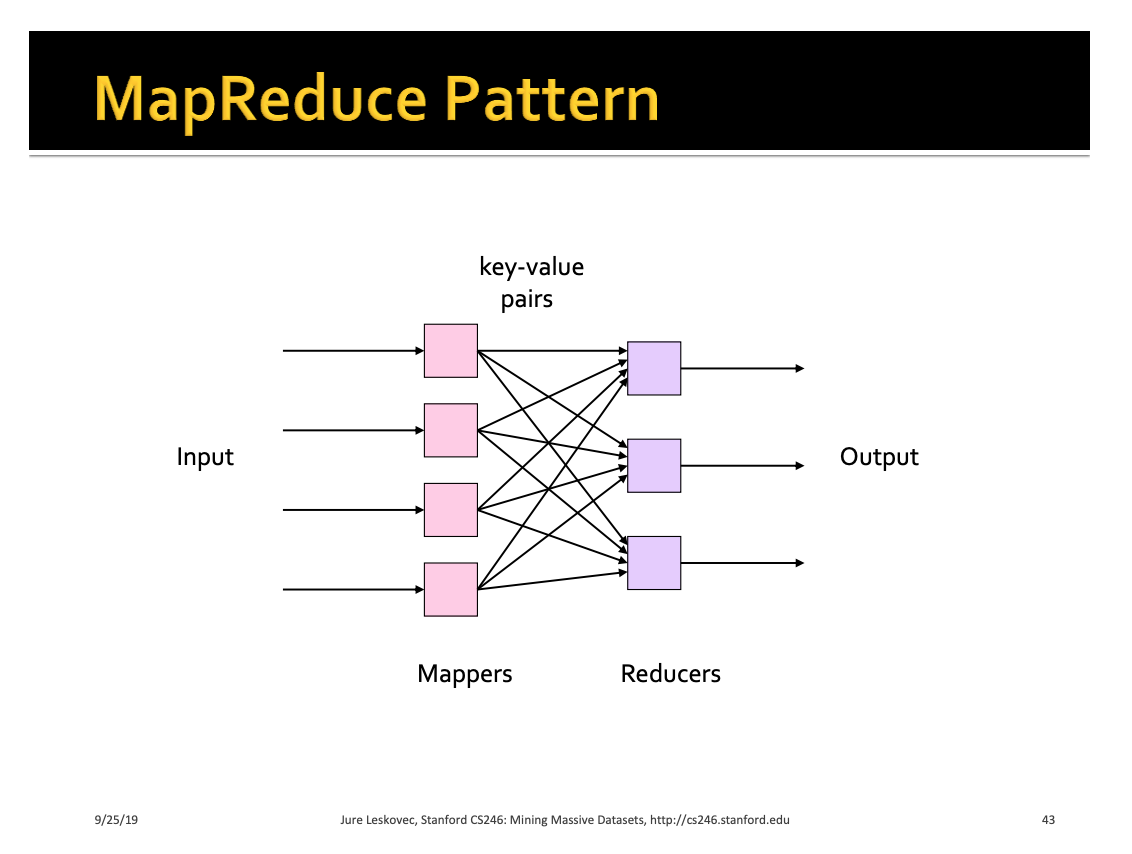 MapReduce Pattern
key-value
pairs
Input
Output
Mappers
Reducers
9/25/19
Jure Leskovec, Stanford CS246: Mining Massive Datasets, http://cs246.stanford.edu
43